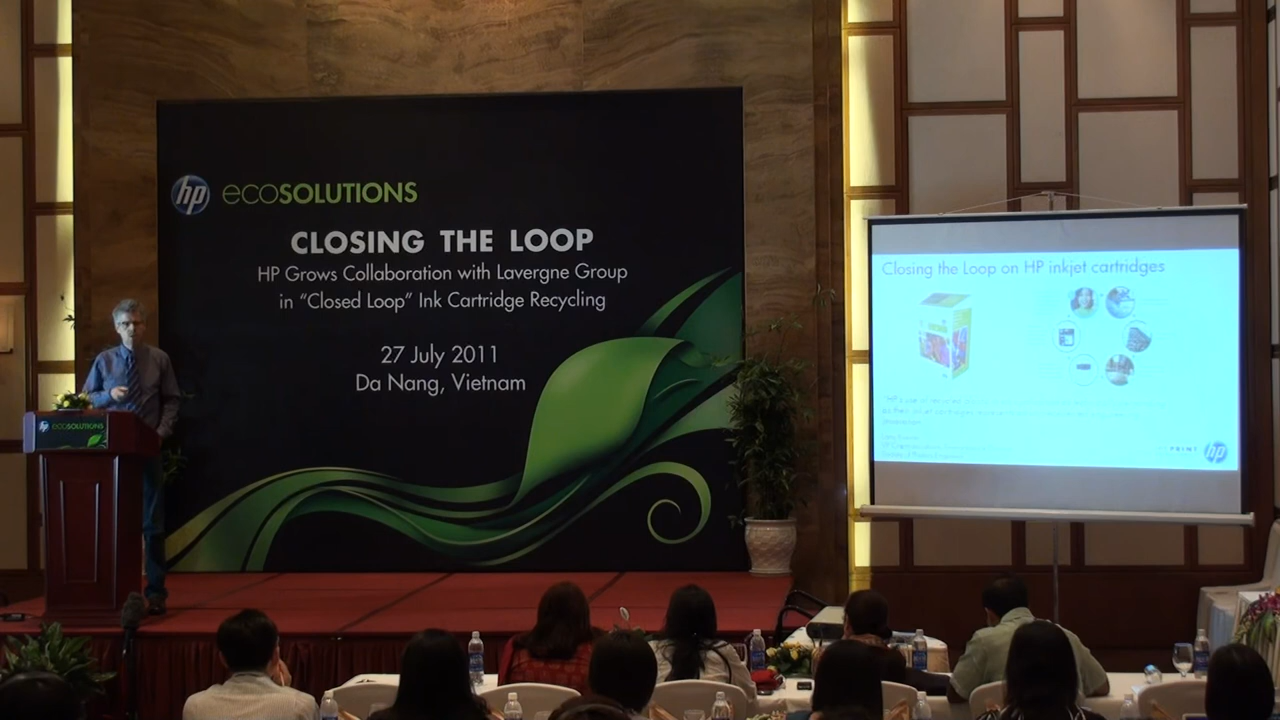 hp ecoSOLUTIONS
CLOSING THE LOOP
HP Grows Collaboration with Lavergne Group
in “Closed Loop” Ink Cartridge Recycling
27 July 2011
Da Nang, Vietnam
hp ecoSOLUTIONS
Closing the Loop on HP inkjet cartridges
PRINT hp